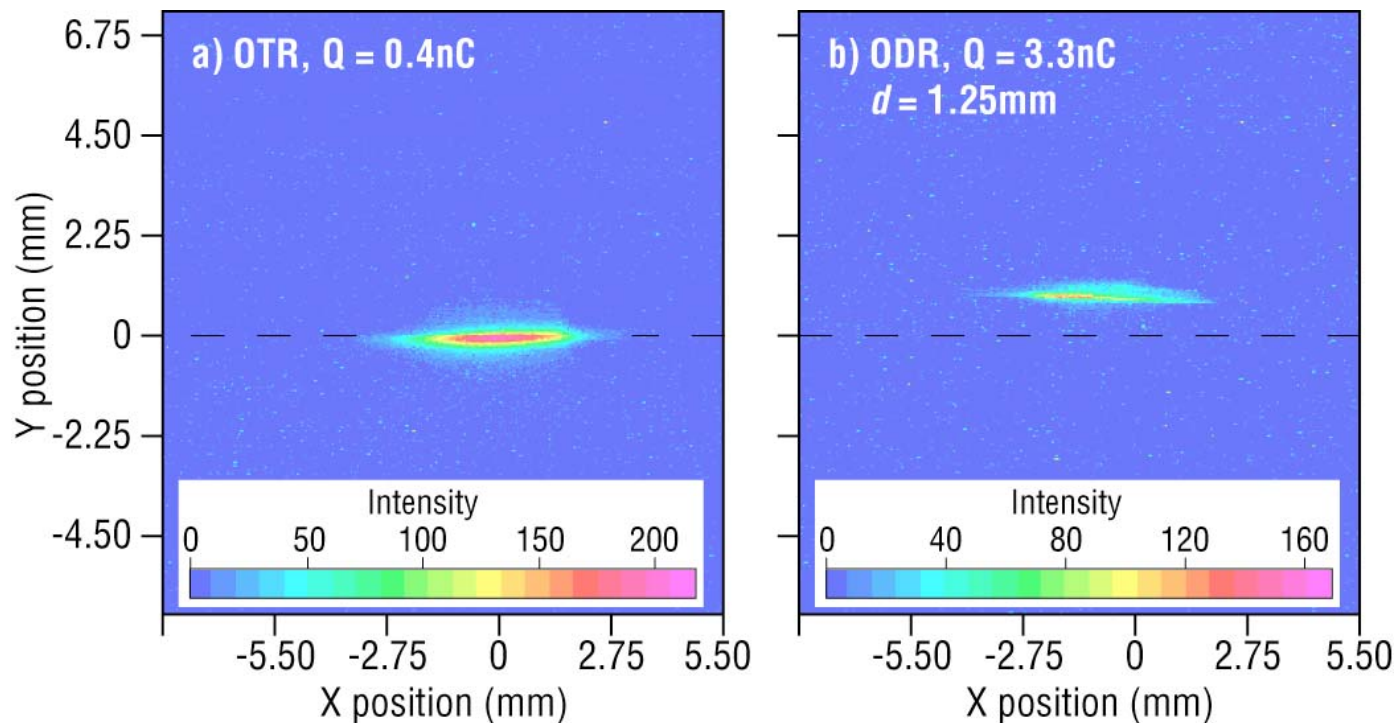 a) OTR, Q = 0.4nC
b) ODR, Q = 3.3nC
d = 1.25mm
Y position (mm)
6.75
4.50
2.25
0
-2.25
-4.50
Intensity
0 50 100 150 200
Intensity
0 40 80 120 160
-5.50 -2.75 0 2.75 5.50
X position (mm)
-5.50 -2.75 0 2.75 5.50
X position (mm)